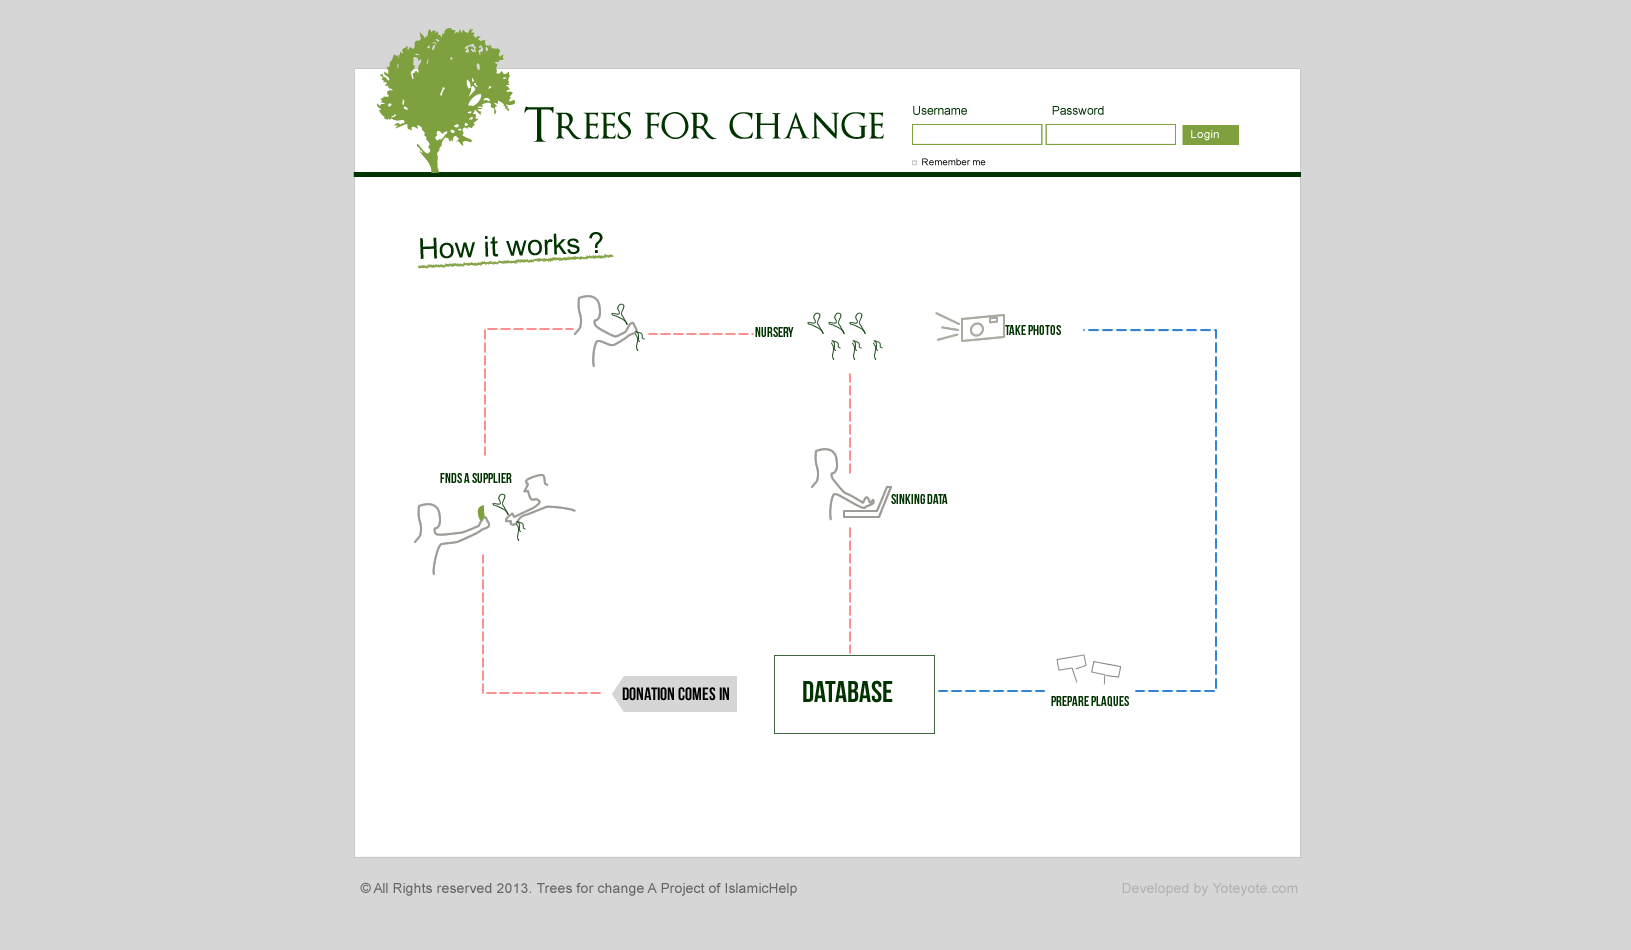 TREES FOR CHANGE
Username
Password
Login
Remember me
How it works ?
NURSERY
TAKE PHOTOS
FNDS A SUPPLIER
SINKING DATA
DONATION COMES IN
DATABASE
PREPARE PLAQUES
© All Rights reserved 2013. Trees for change A Project of IslamicHelp
Developed by Yoteyote.com